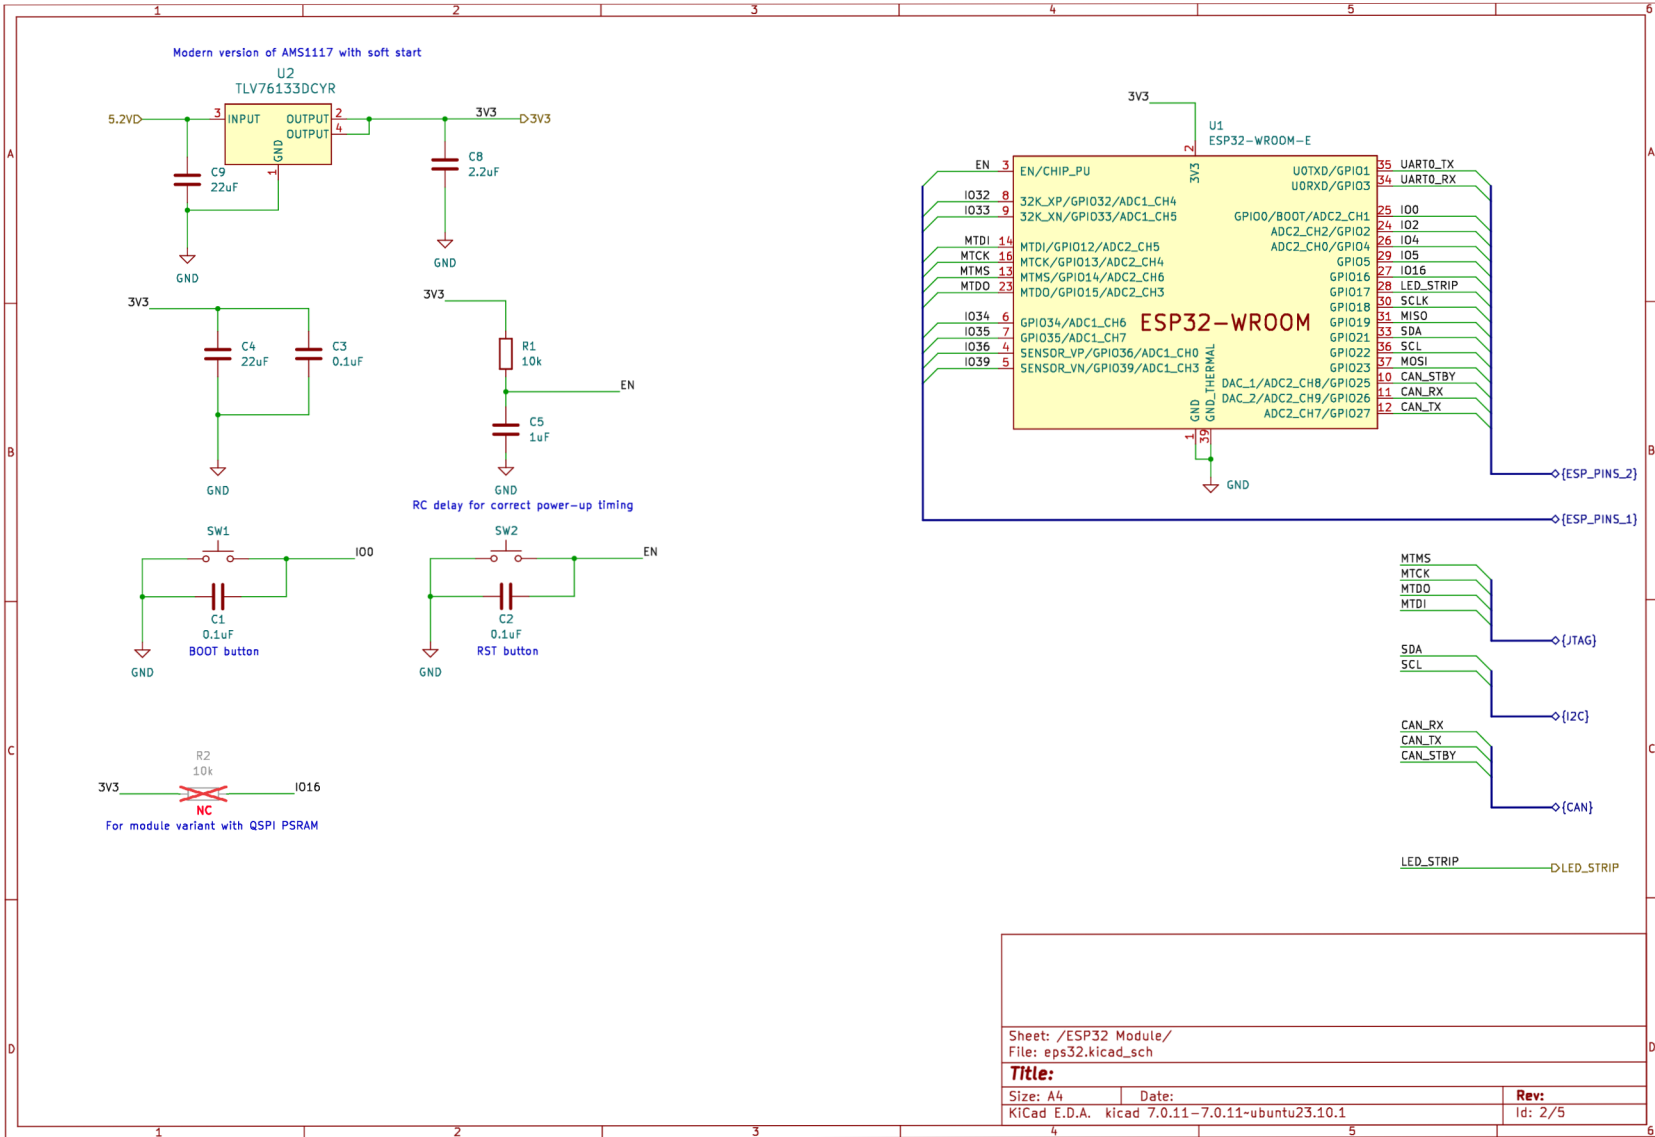 1 2 3 4 5 6
A
B
C
D
Modern version of AMS1117 with soft start
U2
TLV76133DCYR
5.2V
3 INPUT
OUTPUT 2
OUTPUT 4
GND
1
3V3
3V3
C9
22uF
GND
C8
2.2uF
GND
3V3
C4
22uF
C3
0.1uF
GND
3V3
R1
10k
EN
C5
1uF
GND
RC delay for correct power-up timing
SW1
IO0
C1
0.1uF
BOOT button
GND
SW2
EN
C2
0.1uF
RST button
GND
R2
10k
3V3
IO16
NC
For module variant with QSPI PSRAM
3V3
U1
ESP32-WROOM-E
2
3V3
EN 3 EN/CHIP_PU
IO32 8 32K_XP/GPIO32/ADC1_CH4
IO33 9 32K_XN/GPIO33/ADC1_CH5
MTDI 14 MTDI/GPIO12/ADC2_CH5
MTCK 16 MTCK/GPIO13/ADC2_CH4
MTMS 13 MTMS/GPIO14/ADC2_CH6
MTDO 23 MTDO/GPIO15/ADC2_CH3
IO34 6 GPIO34/ADC1_CH6
IO35 7 GPIO35/ADC1_CH7
IO36 4 SENSOR_VP/GPIO36/ADC1_CH0
IO39 5 SENSOR_VN/GPIO39/ADC1_CH3
ESP32-WROOM
U0TXD/GPIO1 35 UART0_TX
U0RXD/GPIO3 34 UART0_RX
GPIO0/BOOT/ADC2_CH1 25 IO0
ADC2_CH2/GPIO2 24 IO2
ADC2_CH0/GPIO4 26 IO4
GPIO5 29 IO5
GPIO16 27 IO16
GPIO17 28 LED_STRIP
GPIO18 30 SCLK
GPIO19 31 MISO
GPIO21 33 SDA
GPIO22 36 SCL
GPIO23 37 MOSI
DAC_1/ADC2_CH8/GPIO25 10 CAN_STBY
DAC_2/ADC2_CH9/GPIO26 11 CAN_RX
ADC2_CH7/GPIO27 12 CAN_TX
GND
GND_THERMAL
1
39
GND
{ESP_PINS_2}
{ESP_PINS_1}
MTMS
MTCK
MTDO
MTDI
{JTAG}
SDA
SCL
{I2C}
CAN_RX
CAN_TX
CAN_STBY
{CAN}
LED_STRIP
LED_STRIP
Sheet: /ESP32 Module/
File: eps32.kicad_sch
Title:
Size: A4 Date: Rev:
KiCad E.D.A. kicad 7.0.11-7.0.11~ubuntu23.10.1 Id: 2/5
A
B
C
D
1 2 3 4 5 6